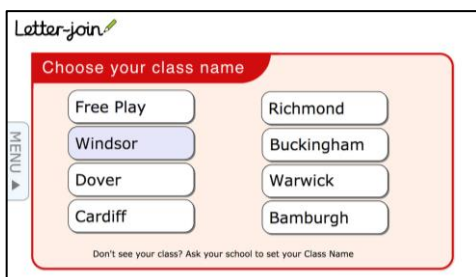 Letter-join
Choose your class name
Free Play
Windsor
Dover
Cardiff
Richmond
Buckingham
Warwick
Bamburgh
MENU
Don't see your class? Ask your school to set your Class Name